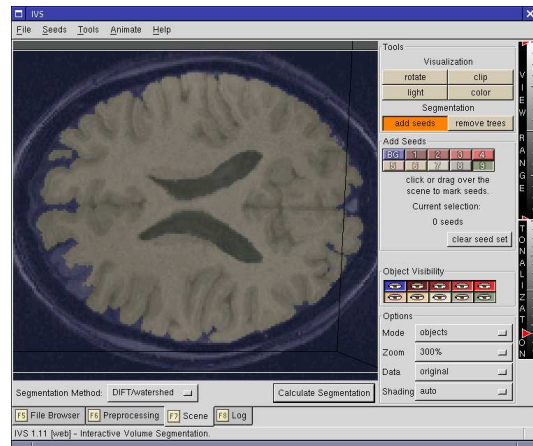 IVS
File Seeds Tools Animate Help
Tools
Visualization
rotate clip
light color
Segmentation
add seeds remove trees
Add Seeds
BG 1 2 3 4
5 6 7 8 9
click or drag over the
scene to mark seeds.
Current selection:
0 seeds
clear seed set
Object Visibility
Options
Mode objects
Zoom 300%
Data original
Shading auto
VIEW RANGE
TONALIZATION
Segmentation Method: DIFT/watershed Calculate Segmentation
F5 File Browser F6 Preprocessing F7 Scene F8 Log
IVS 1.11 [web] - Interactive Volume Segmentation.